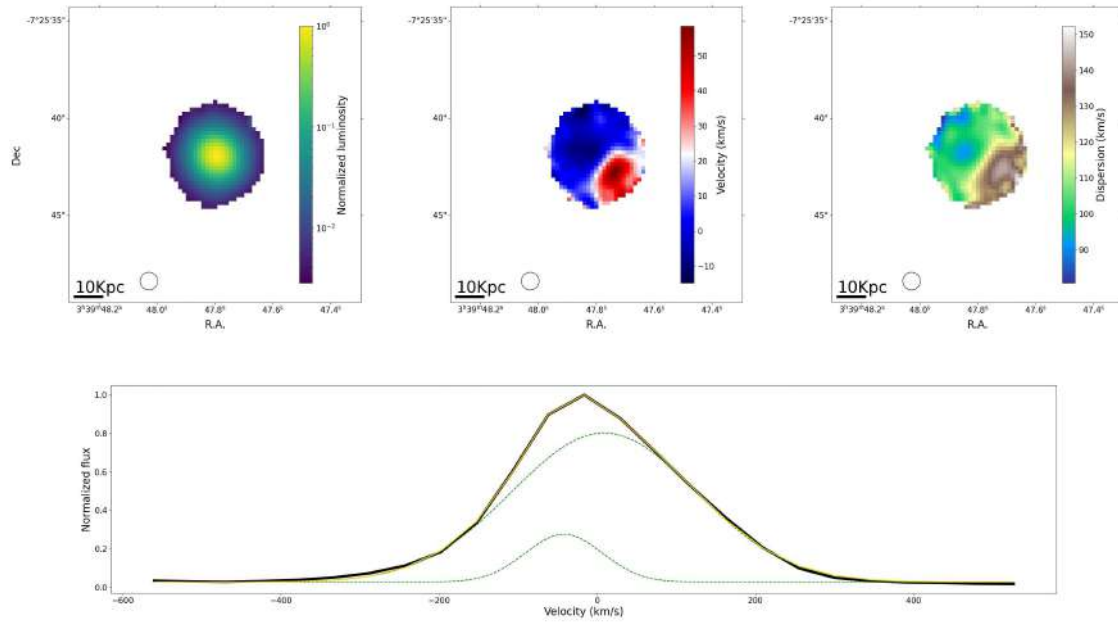 -7°25'35"
40"
45"
Dec
10Kpc
3ʰ39ᵐ48.2ˢ 48.0ˢ 47.8ˢ 47.6ˢ 47.4ˢ
R.A.
10⁰
10⁻¹
10⁻²
Normalized luminosity
-7°25'35"
40"
45"
10Kpc
3ʰ39ᵐ48.2ˢ 48.0ˢ 47.8ˢ 47.6ˢ 47.4ˢ
R.A.
50
40
30
20
10
0
−10
Velocity (km/s)
-7°25'35"
40"
45"
10Kpc
3ʰ39ᵐ48.2ˢ 48.0ˢ 47.8ˢ 47.6ˢ 47.4ˢ
R.A.
150
140
130
120
110
100
90
Dispersion (km/s)
1.0
0.8
0.6
0.4
0.2
0.0
Normalized flux
−600 −400 −200 0 200 400
Velocity (km/s)